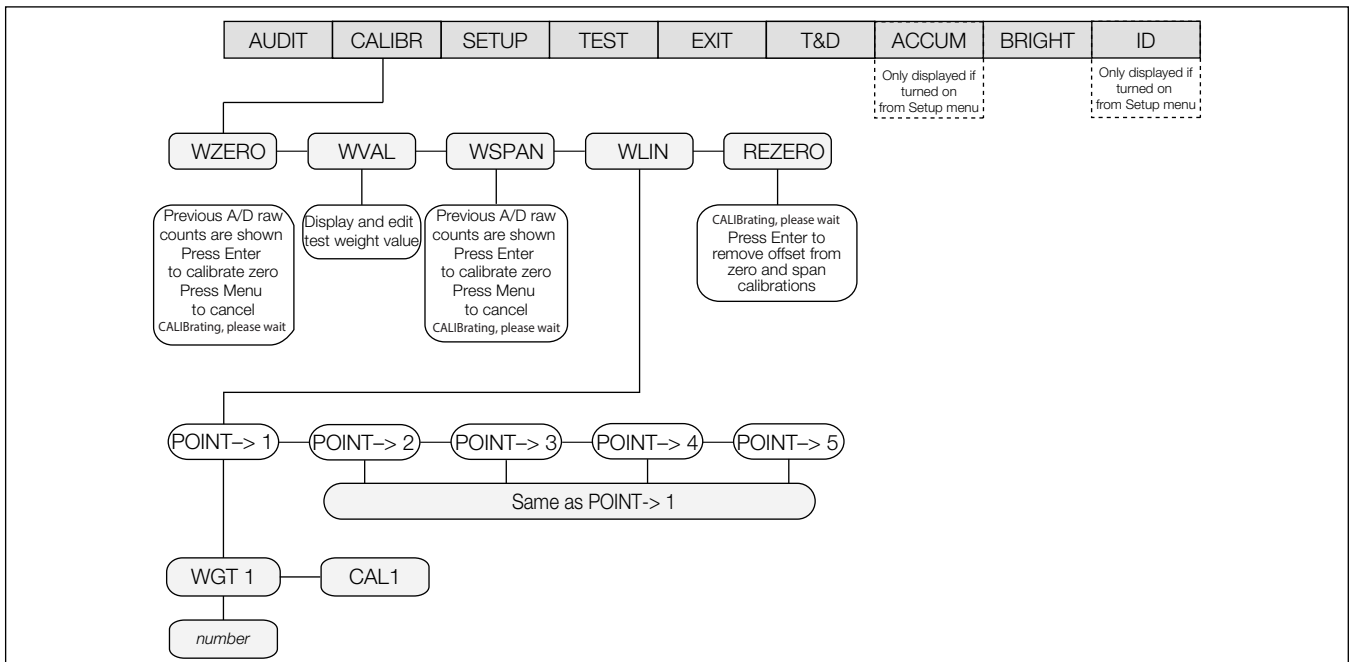 AUDIT CALIBR SETUP TEST EXIT T&D ACCUM BRIGHT ID
Only displayed if
turned on
from Setup menu
Only displayed if
turned on
from Setup menu
WZERO WVAL WSPAN WLIN REZERO
Previous A/D raw
counts are shown
Press Enter
to calibrate zero
Press Menu
to cancel
CALIBrating, please wait
Display and edit
test weight value
Previous A/D raw
counts are shown
Press Enter
to calibrate zero
Press Menu
to cancel
CALIBrating, please wait
CALIBrating, please wait
Press Enter to
remove offset from
zero and span
calibrations
POINT–> 1 POINT–> 2 POINT–> 3 POINT–> 4 POINT–> 5
Same as POINT-> 1
WGT 1 CAL1
number